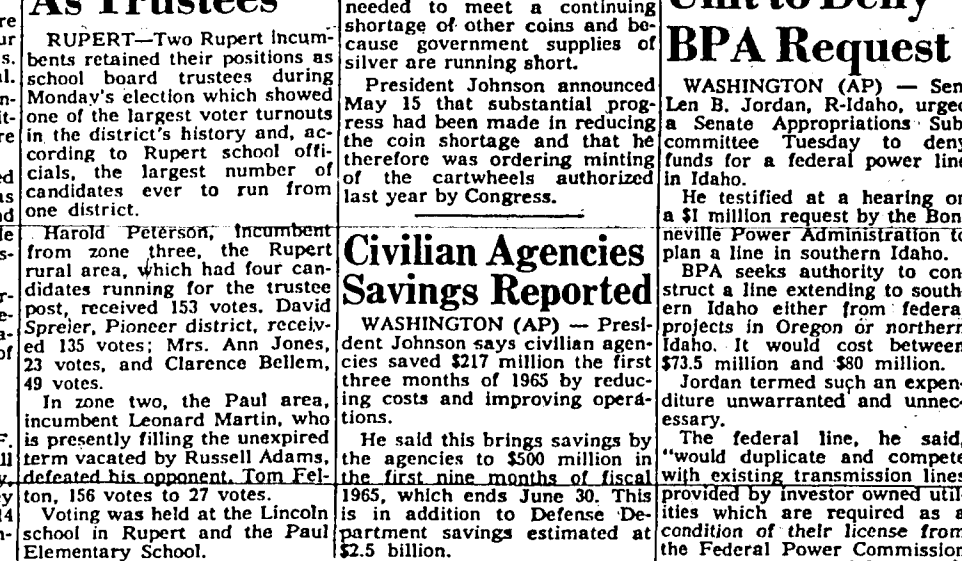 As Trustees
RUPERT—Two Rupert incum-
bents retained their positions as
school board trustees during
Monday's election which showed
one of the largest voter turnouts
in the district's history and, ac-
cording to Rupert school offi-
cials, the largest number of
candidates ever to run from
one district.
Harold Peterson, incumbent
from zone three, the Rupert
rural area, which had four can-
didates running for the trustee
post, received 153 votes. David
Spreier, Pioneer district, receiv-
ed 135 votes; Mrs. Ann Jones,
23 votes, and Clarence Bellem,
49 votes.
In zone two, the Paul area,
incumbent Leonard Martin, who
is presently filling the unexpired
term vacated by Russell Adams,
defeated his opponent, Tom Fel-
ton, 156 votes to 27 votes.
Voting was held at the Lincoln
school in Rupert and the Paul
Elementary School.
needed to meet a continuing
shortage of other coins and be-
cause government supplies of
silver are running short.
President Johnson announced
May 15 that substantial prog-
ress had been made in reducing
the coin shortage and that he
therefore was ordering minting
of the cartwheels authorized
last year by Congress.
Civilian Agencies
Savings Reported
WASHINGTON (AP) — Presi-
dent Johnson says civilian agen-
cies saved $217 million the first
three months of 1965 by reduc-
ing costs and improving opera-
tions.
He said this brings savings by
the agencies to $500 million in
the first nine months of fiscal
1965, which ends June 30. This
is in addition to Defense De-
partment savings estimated at
$2.5 billion.
Unit to Deny
BPA Request
WASHINGTON (AP) — Sen
Len B. Jordan, R-Idaho, urged
a Senate Appropriations Sub
committee Tuesday to deny
funds for a federal power line
in Idaho.
He testified at a hearing on
a $1 million request by the Bon
neville Power Administration to
plan a line in southern Idaho.
BPA seeks authority to con
struct a line extending to south
ern Idaho either from federa
projects in Oregon or northern
Idaho. It would cost between
$73.5 million and $80 million.
Jordan termed such an expen
diture unwarranted and unnec
essary.
The federal line, he said,
"would duplicate and compete
with existing transmission lines
provided by investor owned util
ities which are required as a
condition of their license from
the Federal Power Commission